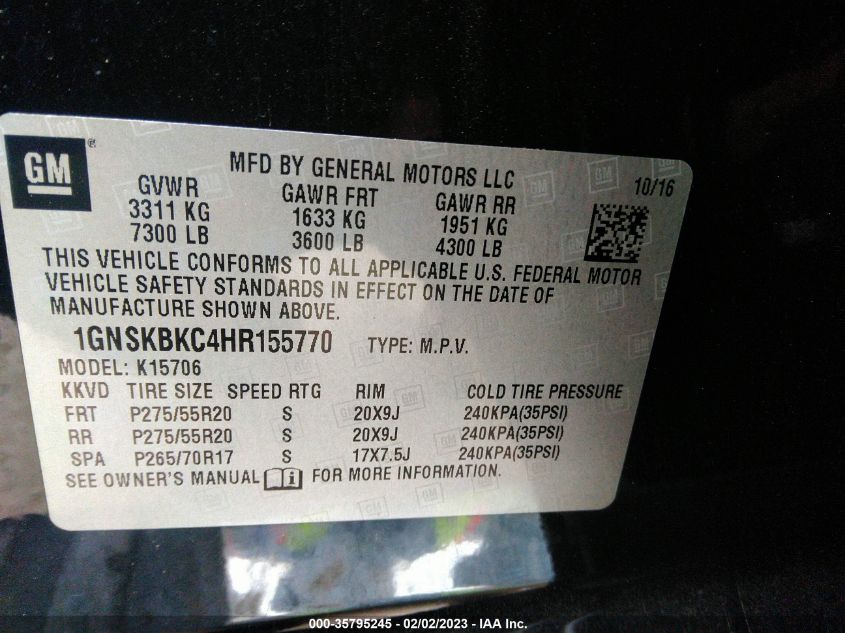 GM®
MFD BY GENERAL MOTORS LLC
10/16
GVWR GAWR FRT GAWR RR
3311 KG 1633 KG 1951 KG
7300 LB 3600 LB 4300 LB
THIS VEHICLE CONFORMS TO ALL APPLICABLE U.S. FEDERAL MOTOR
VEHICLE SAFETY STANDARDS IN EFFECT ON THE DATE OF
MANUFACTURE SHOWN ABOVE.
1GNSKBKC4HR155770 TYPE: M.P.V.
MODEL: K15706
KKVD TIRE SIZE SPEED RTG RIM COLD TIRE PRESSURE
FRT P275/55R20 S 20X9J 240KPA(35PSI)
RR P275/55R20 S 20X9J 240KPA(35PSI)
SPA P265/70R17 S 17X7.5J 240KPA(35PSI)
SEE OWNER'S MANUAL i FOR MORE INFORMATION.
000-35795245 - 02/02/2023 - IAA Inc.